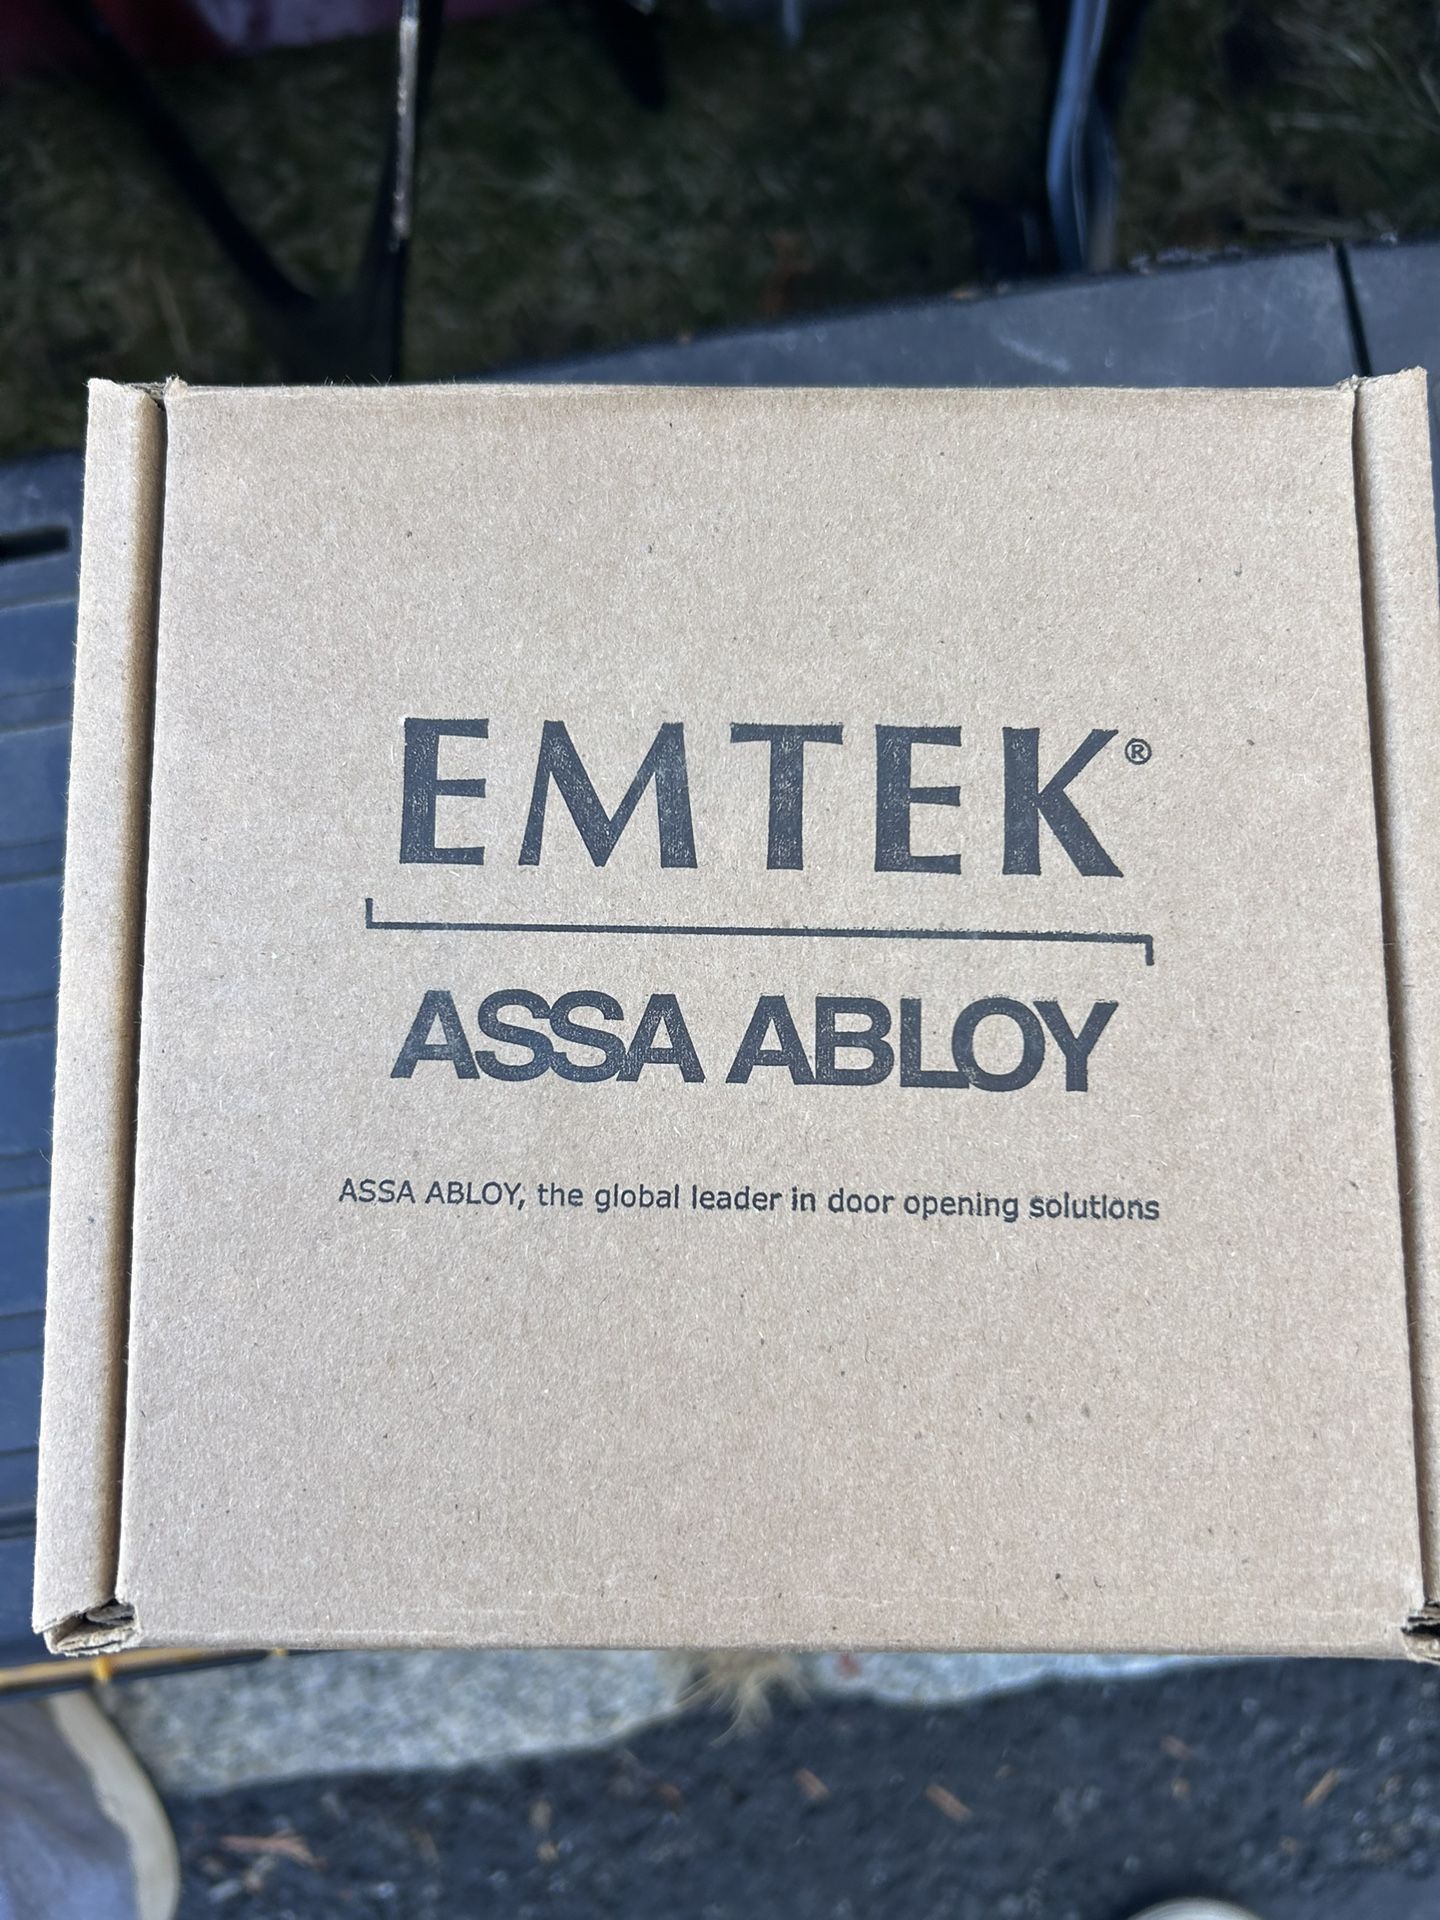 EMTEK®
ASSA ABLOY
ASSA ABLOY, the global leader in door opening solutions